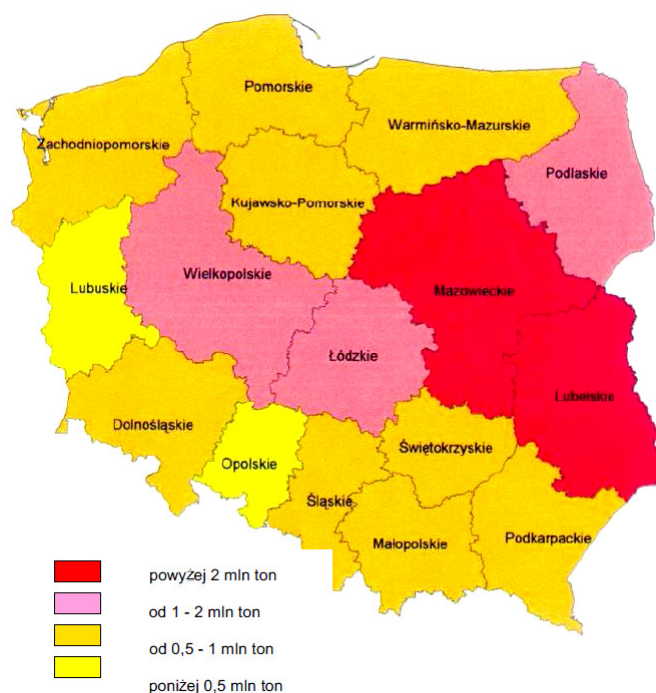 Pomorskie
Warmińsko-Mazurskie
Zachodniopomorskie
Podlaskie
Kujawsko-Pomorskie
Wielkopolskie
Lubuskie
Mazowieckie
Łódzkie
Lubelskie
Dolnośląskie
Świętokrzyskie
Opolskie
Śląskie
Podkarpackie
Małopolskie
powyżej 2 mln ton
od 1 - 2 mln ton
od 0,5 - 1 mln ton
poniżej 0,5 mln ton